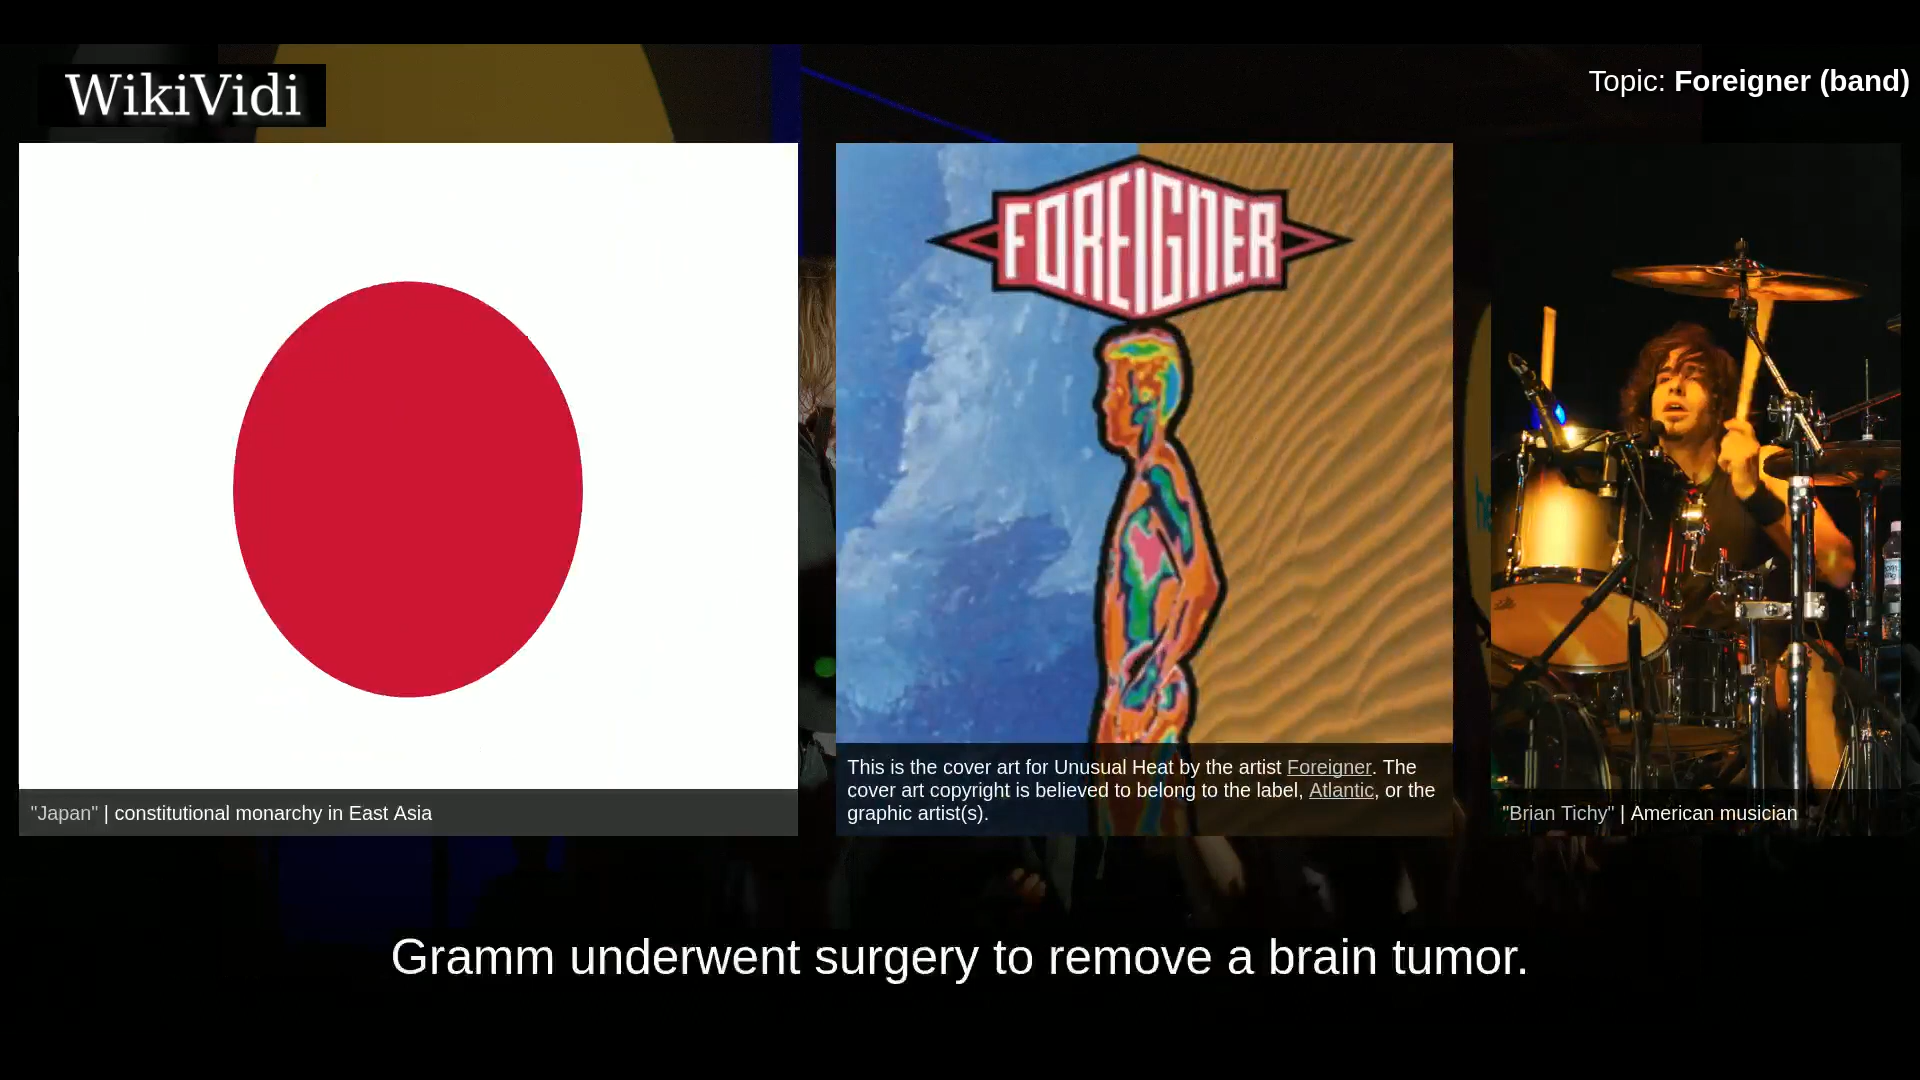 WikiVidi
Topic: Foreigner (band)
FOREIGNER
This is the cover art for Unusual Heat by the artist Foreigner. The
cover art copyright is believed to belong to the label, Atlantic, or the
graphic artist(s).
"Japan" | constitutional monarchy in East Asia
"Brian Tichy" | American musician
Gramm underwent surgery to remove a brain tumor.